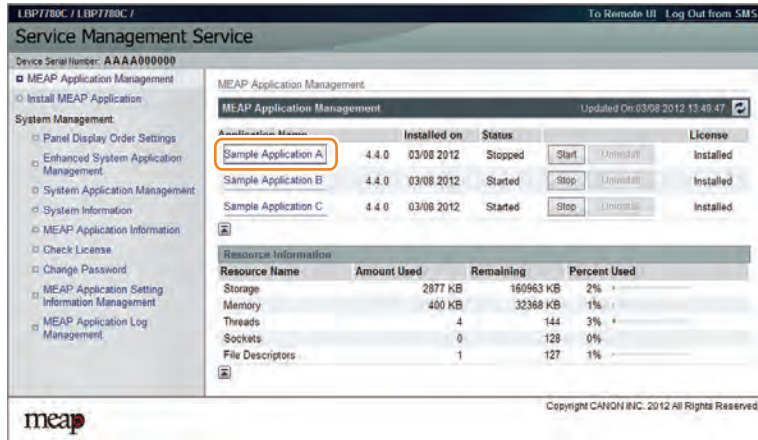 LBP7780C / LBP7780C / To Remote UI Log Out from SMS
Service Management Service
Device Serial Number: AAAA000000
MEAP Application Management
Install MEAP Application
System Management
Panel Display Order Settings
Enhanced System Application
Management
System Application Management
System Information
MEAP Application Information
Check License
Change Password
MEAP Application Setting
Information Management
MEAP Application Log
Management
MEAP Application Management
MEAP Application Management Updated On:03/08 2012 13:49:47
Application Name Installed on Status License
Sample Application A 4.4.0 03/08 2012 Stopped Start Uninstall Installed
Sample Application B 4.4.0 03/08 2012 Started Stop Uninstall Installed
Sample Application C 4.4.0 03/08 2012 Started Stop Uninstall Installed
Resource Information
Resource Name Amount Used Remaining Percent Used
Storage 2877 KB 160963 KB 2%
Memory 400 KB 32368 KB 1%
Threads 4 144 3%
Sockets 0 128 0%
File Descriptors 1 127 1%
Copyright CANON INC. 2012 All Rights Reserved
meap